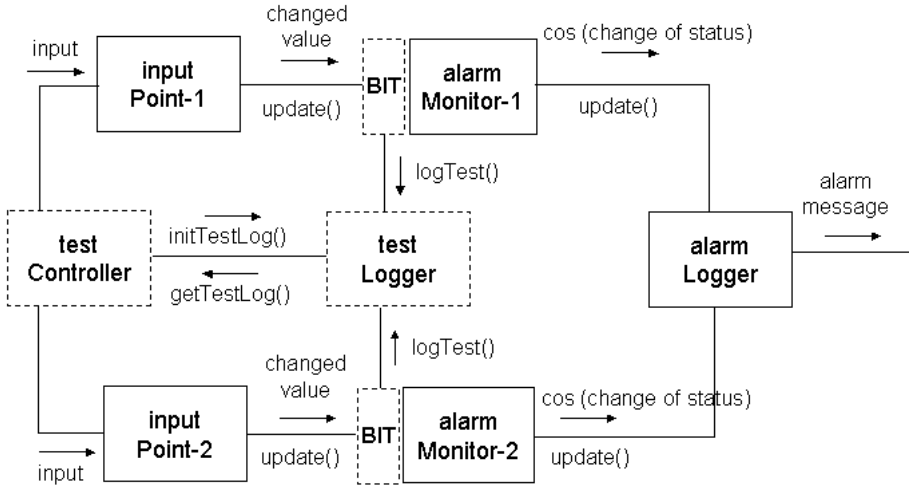 input
input
Point-1
changed
value
update()
BIT
alarm
Monitor-1
cos (change of status)
update()
logTest()
test
Controller
initTestLog()
getTestLog()
test
Logger
alarm
Logger
alarm
message
logTest()
input
input
Point-2
changed
value
update()
BIT
alarm
Monitor-2
cos (change of status)
update()